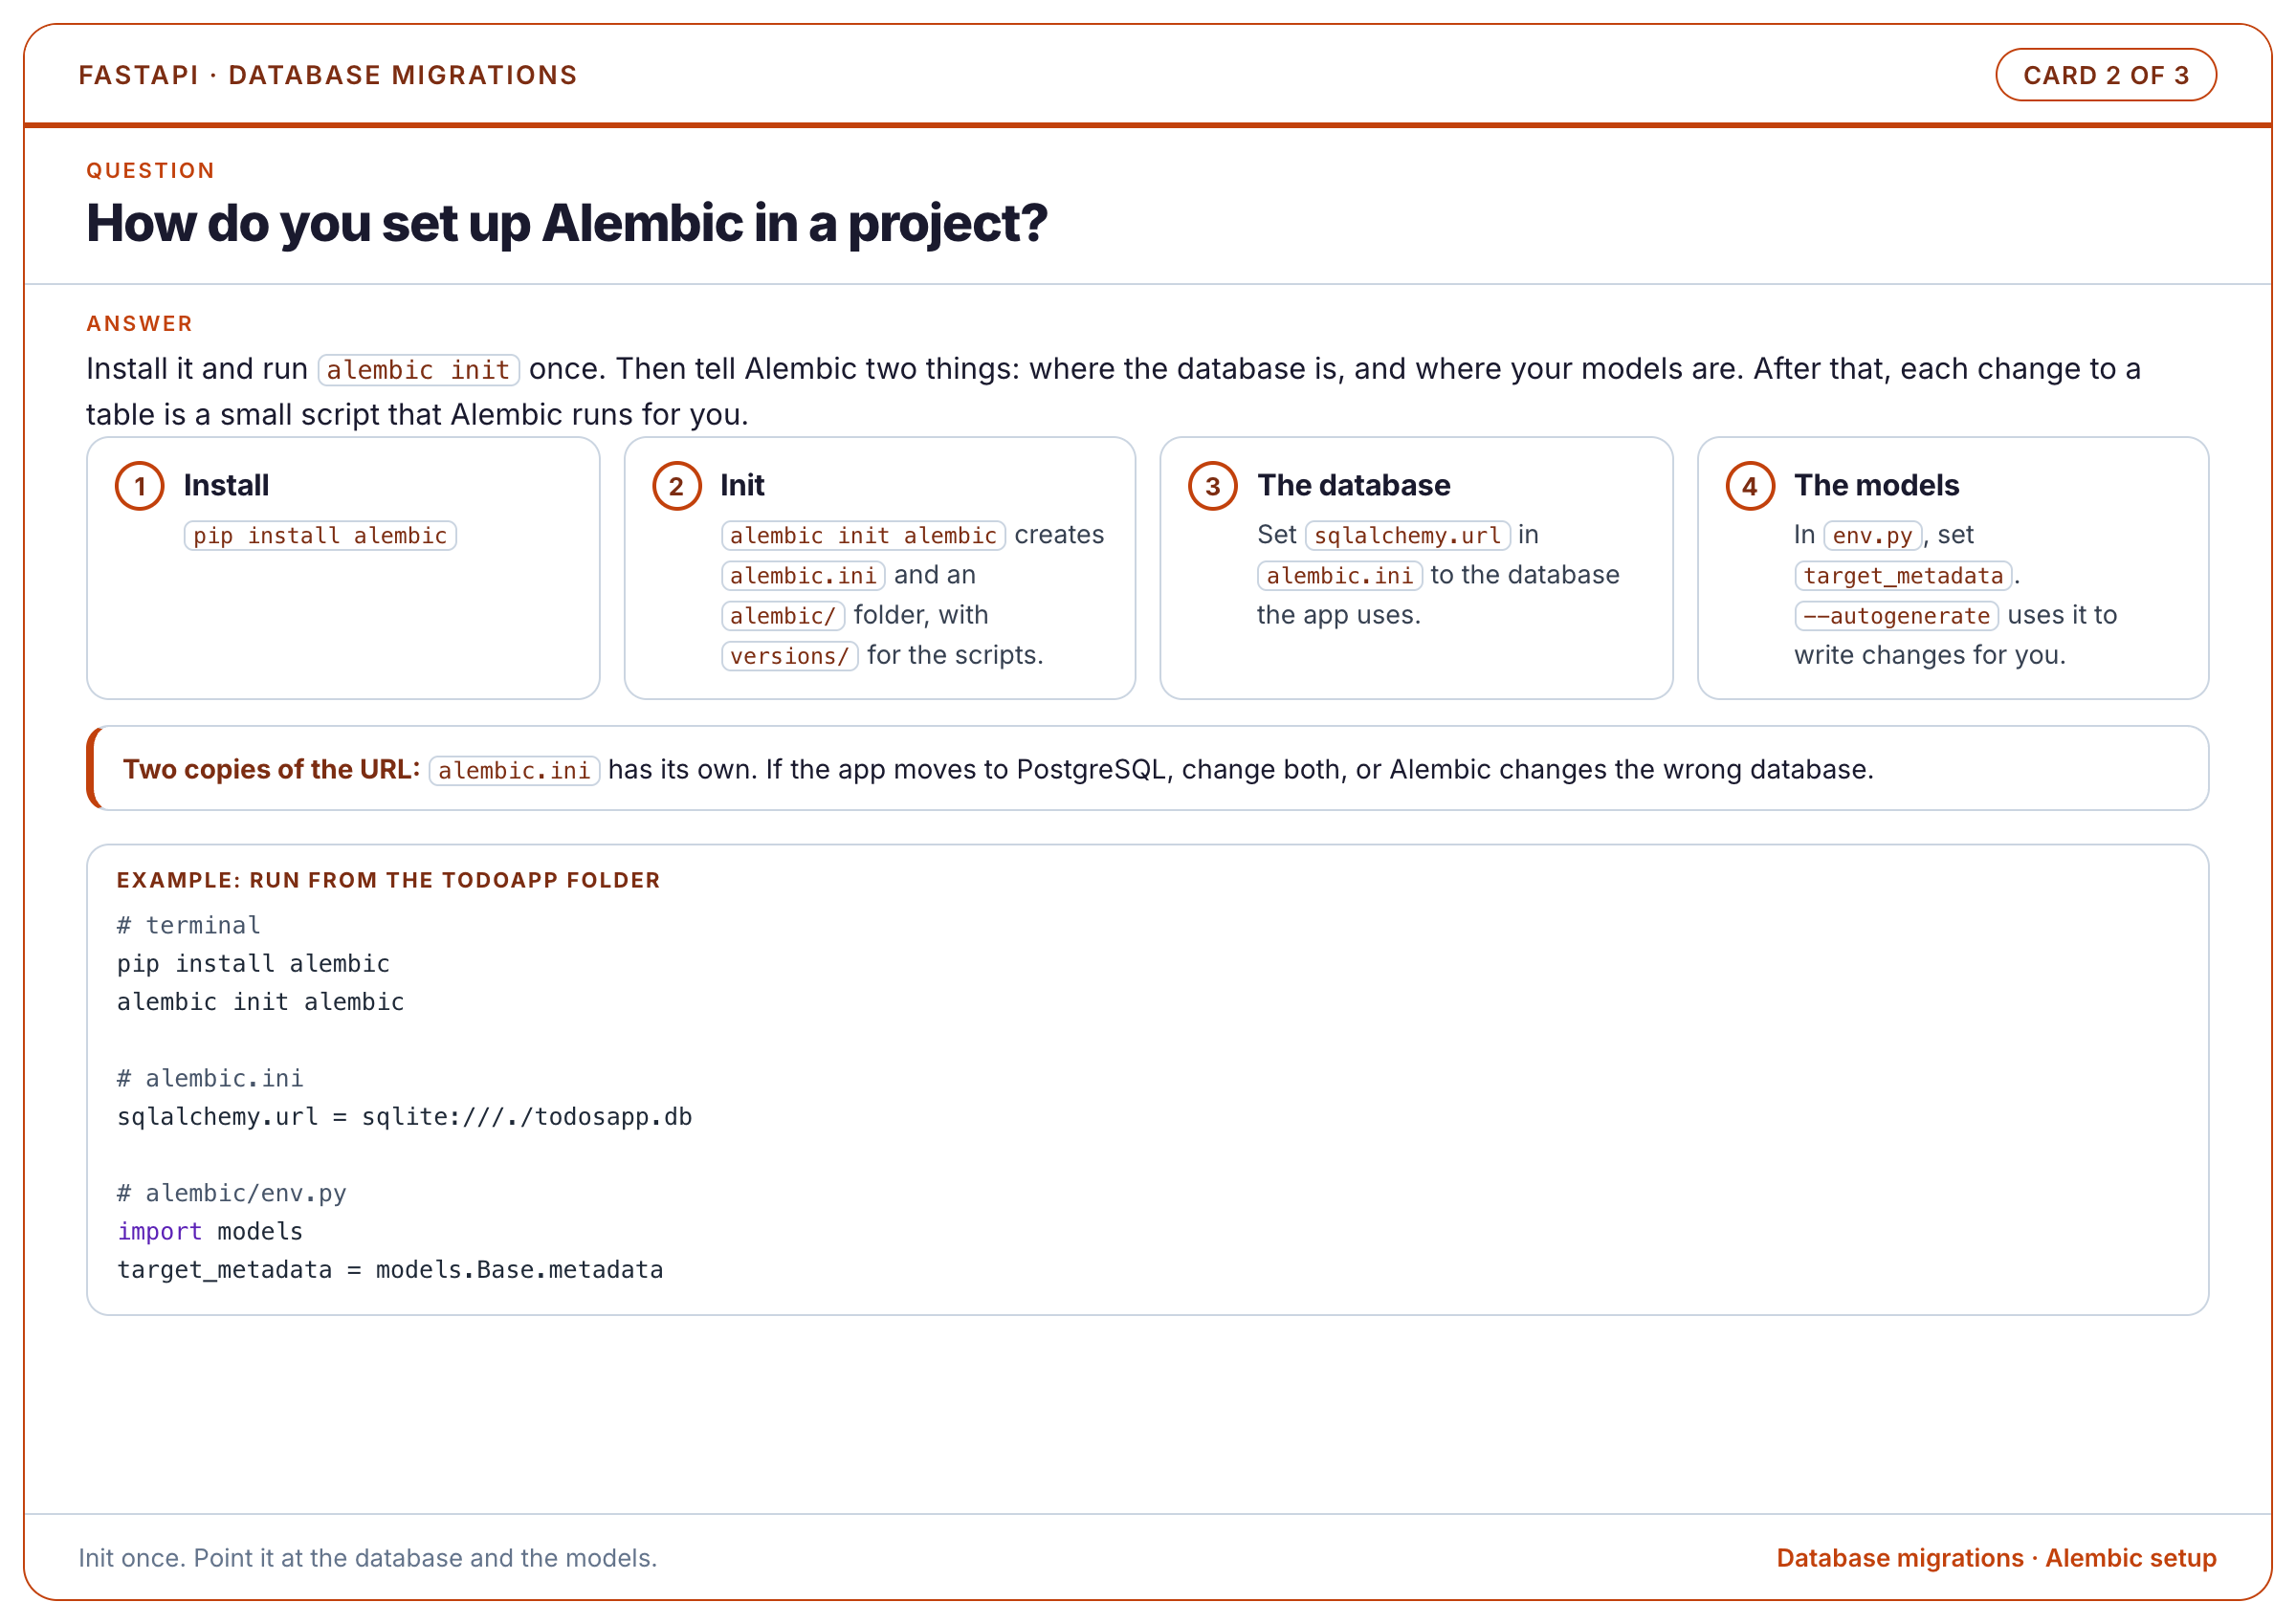 FASTAPI · DATABASE MIGRATIONS
CARD 2 OF 3
QUESTION
How do you set up Alembic in a project?
ANSWER
Install it and run alembic init once. Then tell Alembic two things: where the database is, and where your models are. After that, each change to a
table is a small script that Alembic runs for you.
1 Install
pip install alembic
2 Init
alembic init alembic creates
alembic.ini and an
alembic/ folder, with
versions/ for the scripts.
3 The database
Set sqlalchemy.url in
alembic.ini to the database
the app uses.
4 The models
In env.py, set
target_metadata.
--autogenerate uses it to
write changes for you.
Two copies of the URL: alembic.ini has its own. If the app moves to PostgreSQL, change both, or Alembic changes the wrong database.
EXAMPLE: RUN FROM THE TODOAPP FOLDER
# terminal
pip install alembic
alembic init alembic
# alembic.ini
sqlalchemy.url = sqlite:///./todosapp.db
# alembic/env.py
import models
target_metadata = models.Base.metadata
Init once. Point it at the database and the models.
Database migrations · Alembic setup